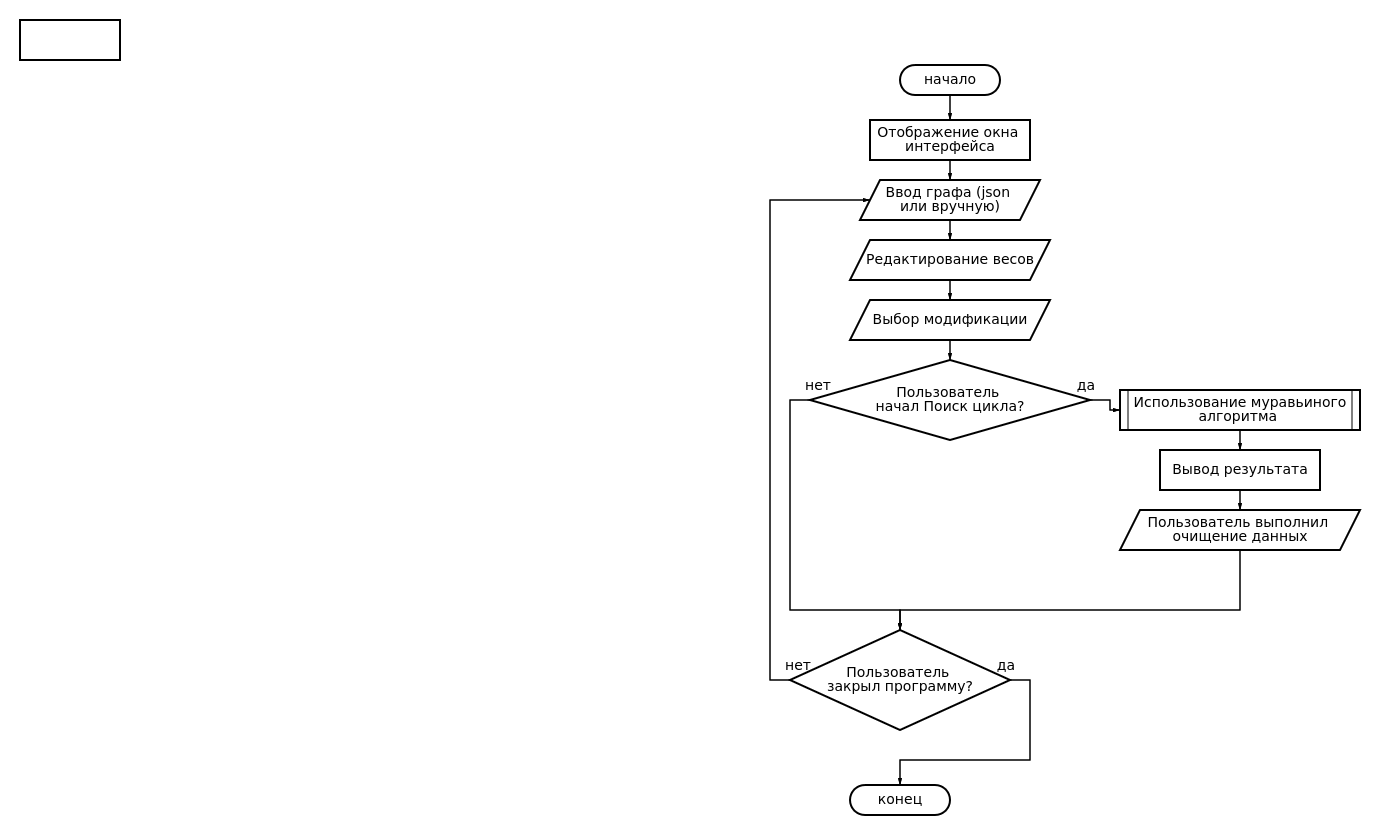 начало
Отображение окна
интерфейса
Ввод графа (json
или вручную)
Редактирование весов
Выбор модификации
нет
да
Пользователь
начал Поиск цикла?
Использование муравьиного
алгоритма
Вывод результата
Пользователь выполнил
очищение данных
нет
да
Пользователь
закрыл программу?
конец